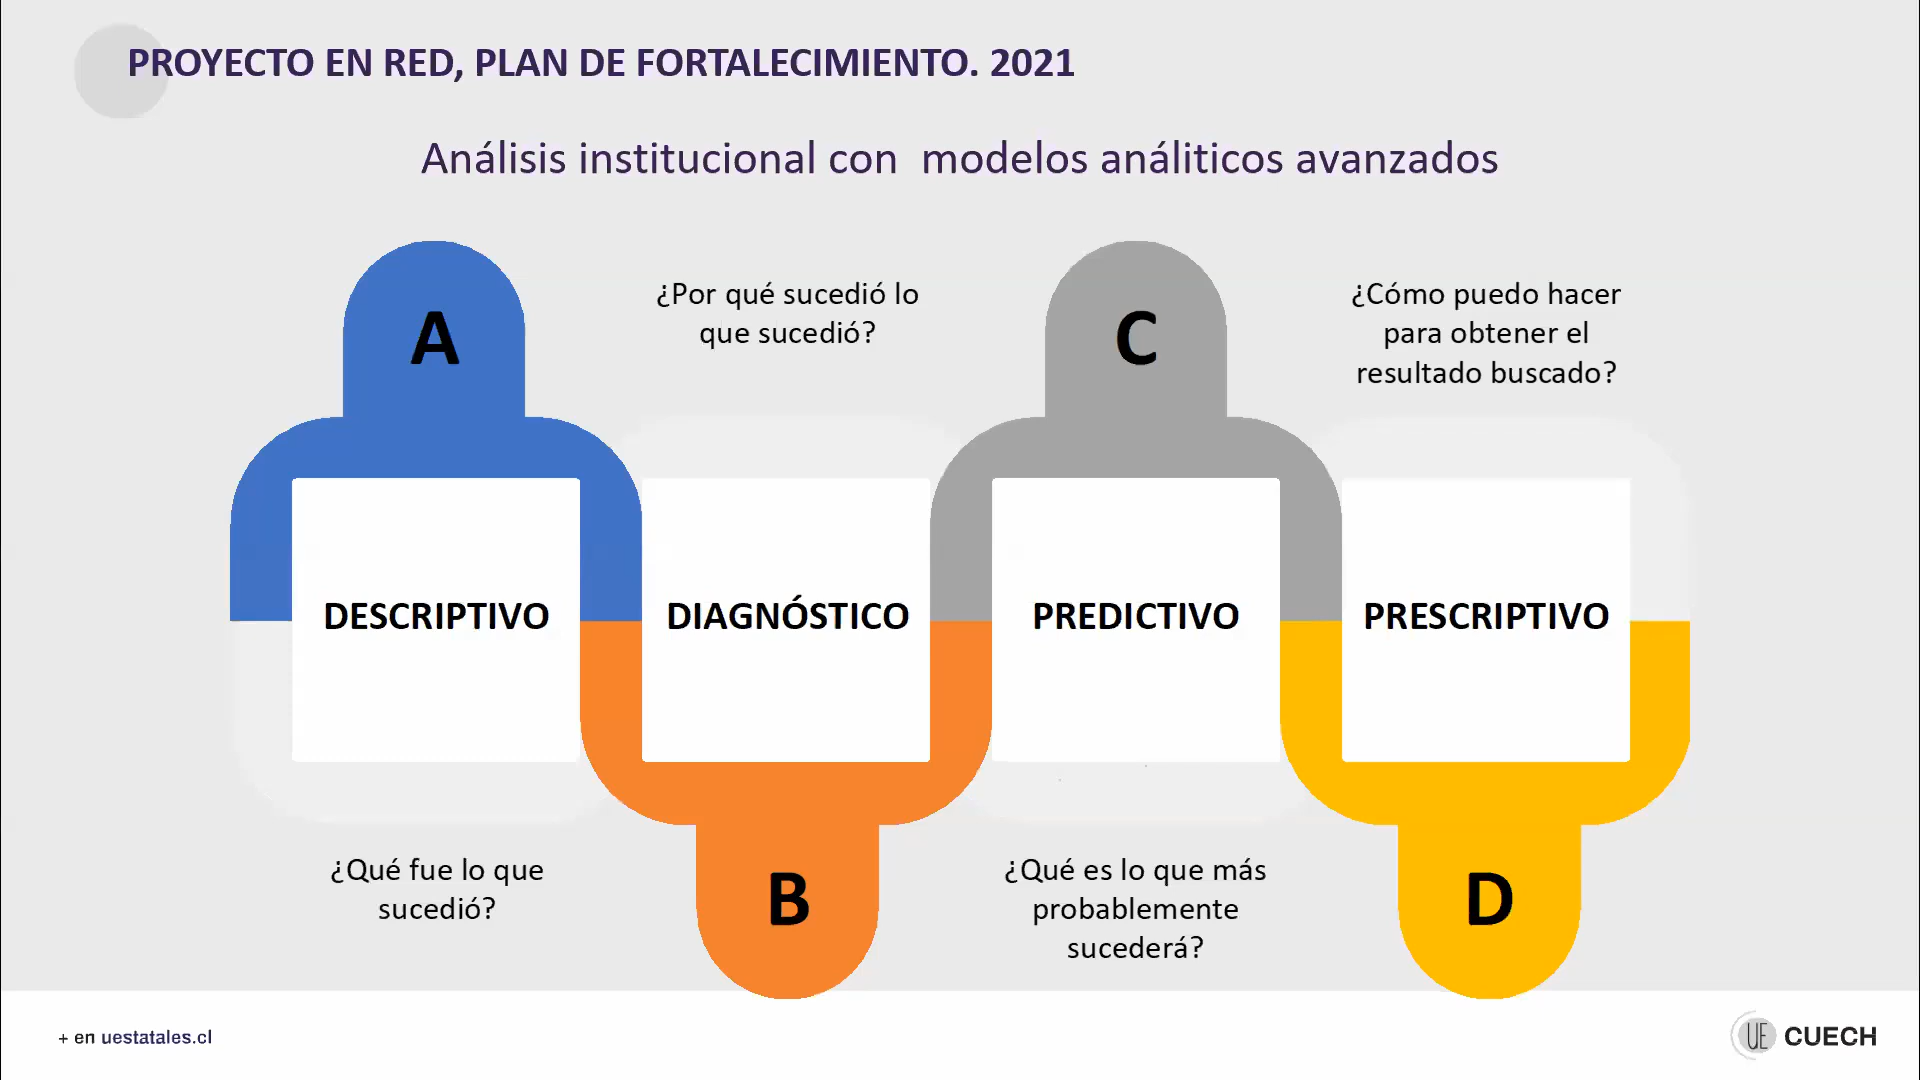 PROYECTO EN RED, PLAN DE FORTALECIMIENTO. 2021
Análisis institucional con modelos análiticos avanzados
A
¿Por qué sucedió lo
que sucedió?
C
¿Cómo puedo hacer
para obtener el
resultado buscado?
DESCRIPTIVO
DIAGNÓSTICO
PREDICTIVO
PRESCRIPTIVO
¿Qué fue lo que
sucedió?
B
¿Qué es lo que más
probablemente
sucederá?
D
+ en uestatales.cl
UE CUECH